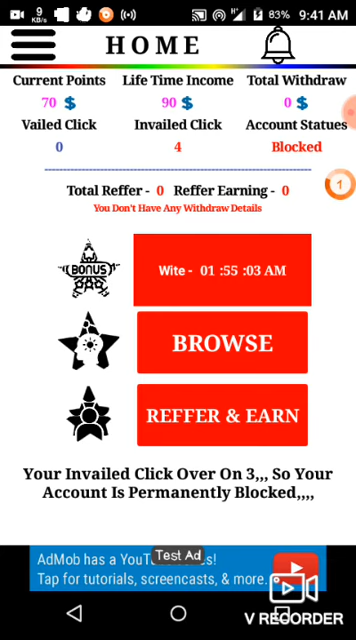 9 KB/s 83% 9:41 AM
HOME
Current Points Life Time Income Total Withdraw
70 $ 90 $ 0 $
Vailed Click Invailed Click Account Statues
0 4 Blocked
Total Reffer - 0 Reffer Earning - 0
You Don't Have Any Withdraw Details
1
BONUS
Wite - 01 :55 :03 AM
BROWSE
REFFER & EARN
Your Invailed Click Over On 3,,, So Your
Account Is Permanently Blocked,,,,
Test Ad
AdMob has a YouT s!
Tap for tutorials, screencasts, & more.
V RECORDER